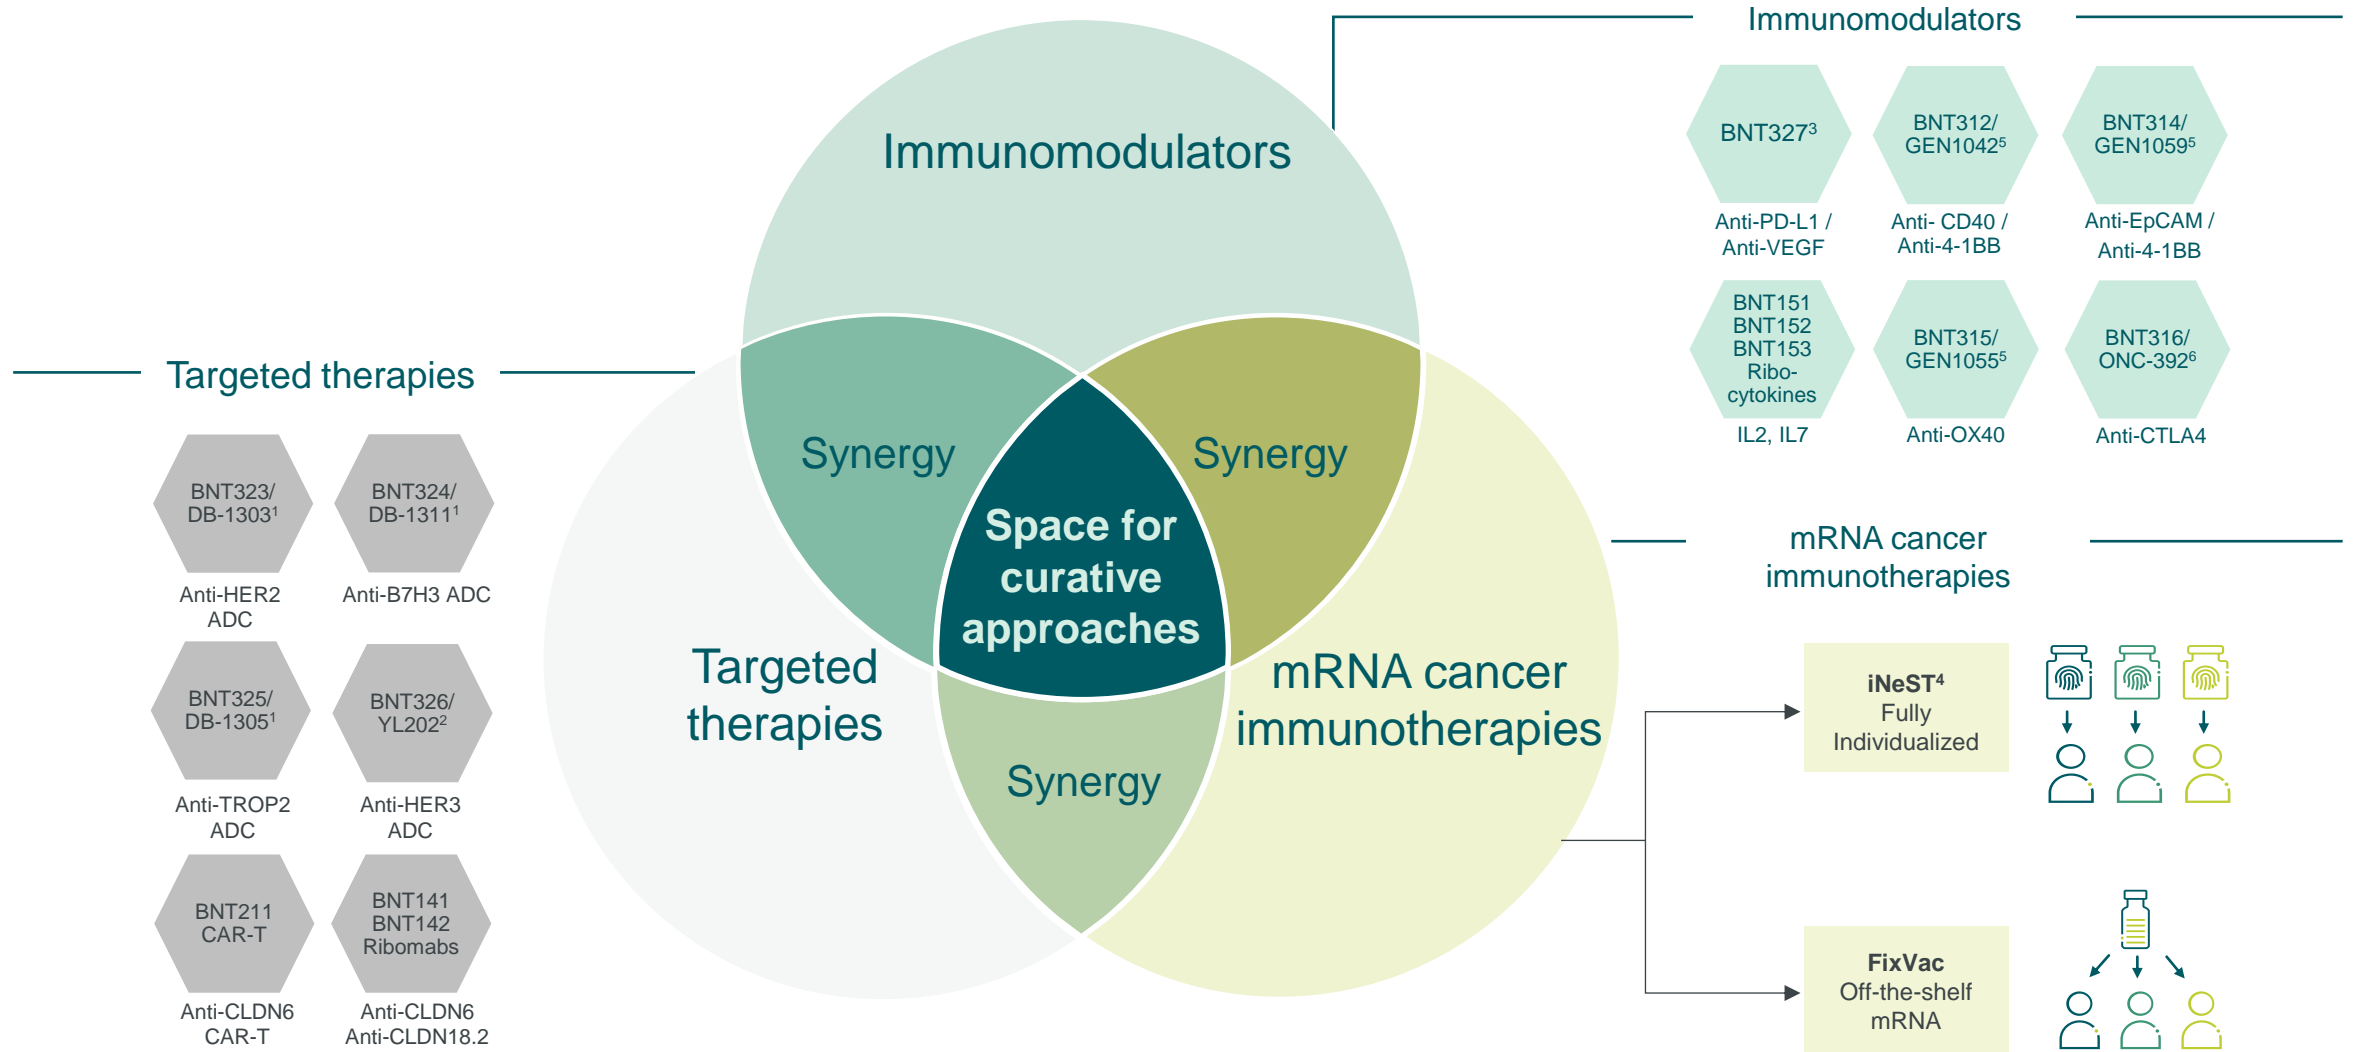 Immunomodulators
BNT327³
Anti-PD-L1 /
Anti-VEGF
BNT312/
GEN1042⁵
Anti- CD40 /
Anti-4-1BB
BNT314/
GEN1059⁵
Anti-EpCAM /
Anti-4-1BB
BNT151
BNT152
BNT153
Ribo-
cytokines
IL2, IL7
BNT315/
GEN1055⁵
Anti-OX40
BNT316/
ONC-392⁶
Anti-CTLA4
Immunomodulators
Synergy
Synergy
Space for
curative
approaches
Targeted
therapies
mRNA cancer
immunotherapies
Synergy
Targeted therapies
BNT323/
DB-1303¹
Anti-HER2
ADC
BNT324/
DB-1311¹
Anti-B7H3 ADC
BNT325/
DB-1305¹
Anti-TROP2
ADC
BNT326/
YL202²
Anti-HER3
ADC
BNT211
CAR-T
Anti-CLDN6
CAR-T
BNT141
BNT142
Ribomabs
Anti-CLDN6
Anti-CLDN18.2
mRNA cancer
immunotherapies
iNeST⁴
Fully
Individualized
FixVac
Off-the-shelf
mRNA